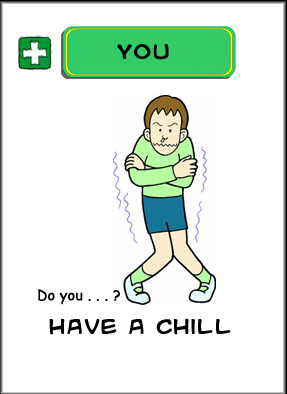 YOU
Do you . . . ?
HAVE A CHILL